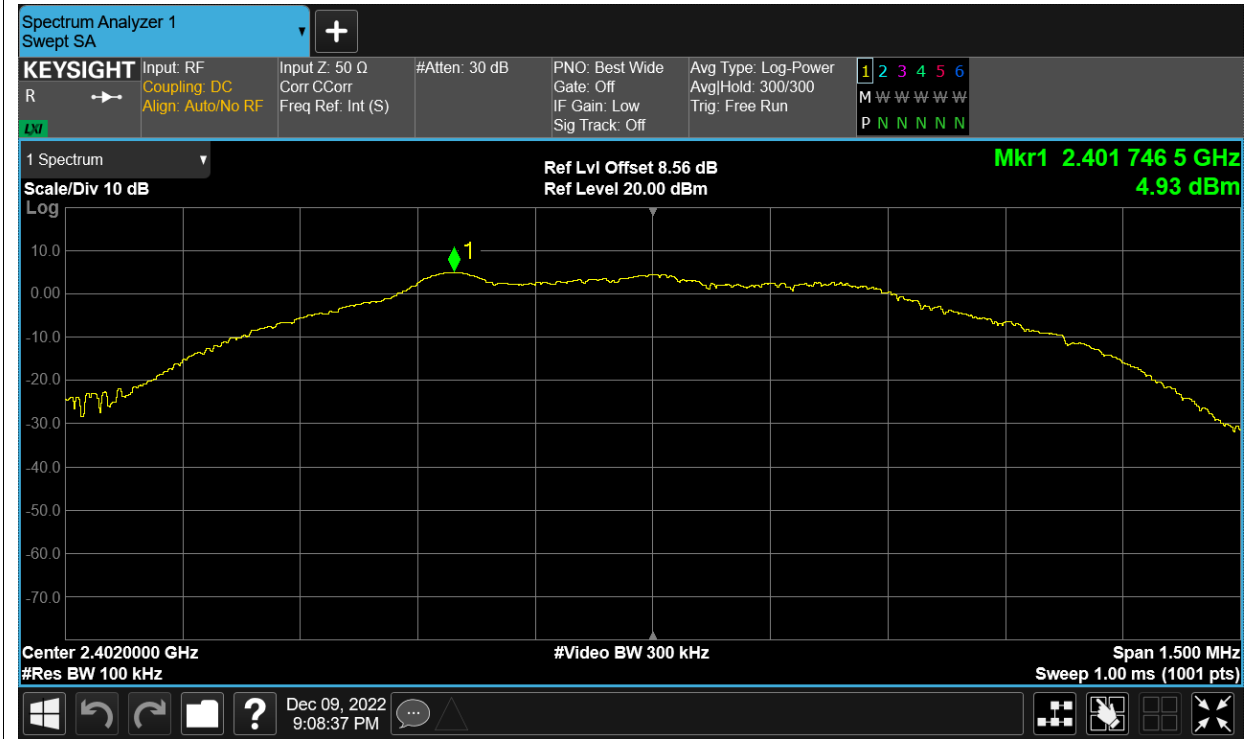 Spectrum Analyzer 1
Swept SA
KEYSIGHT
R
LXI
Input: RF
Coupling: DC
Align: Auto/No RF
Input Z: 50 Ω
Corr CCorr
Freq Ref: Int (S)
#Atten: 30 dB
PNO: Best Wide
Gate: Off
IF Gain: Low
Sig Track: Off
Avg Type: Log-Power
Avg|Hold: 300/300
Trig: Free Run
1 2 3 4 5 6
M W W W W W
P N N N N N
1 Spectrum
Scale/Div 10 dB
Log
Ref Lvl Offset 8.56 dB
Ref Level 20.00 dBm
Mkr1 2.401 746 5 GHz
4.93 dBm
1
10.0
0.00
-10.0
-20.0
-30.0
-40.0
-50.0
-60.0
-70.0
Center 2.4020000 GHz
#Res BW 100 kHz
#Video BW 300 kHz
Span 1.500 MHz
Sweep 1.00 ms (1001 pts)
?
Dec 09, 2022
9:08:37 PM